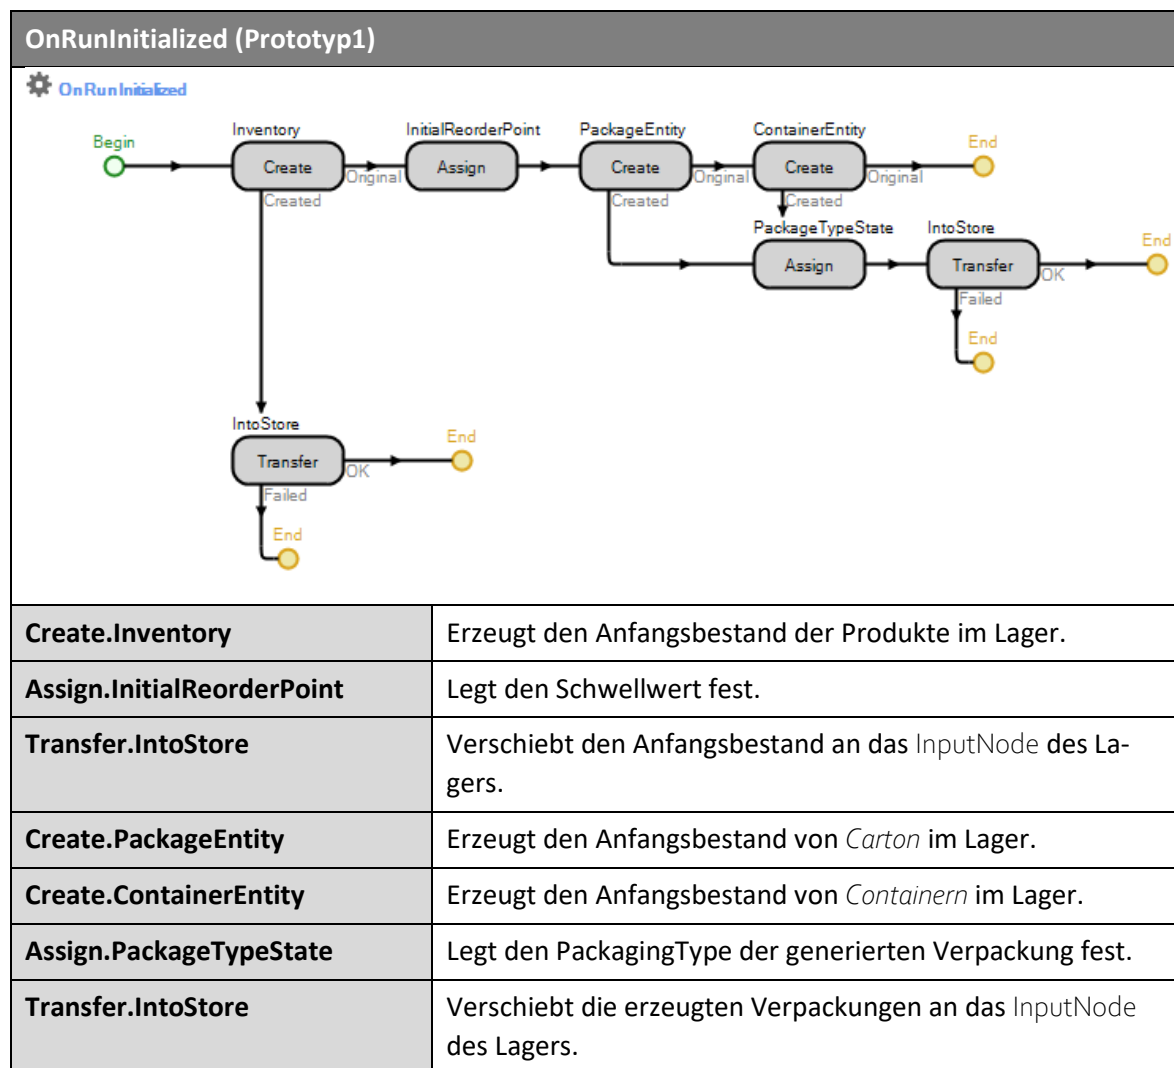 OnRunInitialized (Prototyp1)
OnRunInitialized
Begin
Inventory
InitialReorderPoint
PackageEntity
ContainerEntity
End
Create
Original
Assign
Create
Original
Create
Original
Created
Created
Created
PackageTypeState
IntoStore
End
Assign
Transfer
OK
Failed
End
IntoStore
End
Transfer
OK
Failed
End
Create.Inventory
Erzeugt den Anfangsbestand der Produkte im Lager.
Assign.InitialReorderPoint
Legt den Schwellwert fest.
Transfer.IntoStore
Verschiebt den Anfangsbestand an das InputNode des La-
gers.
Create.PackageEntity
Erzeugt den Anfangsbestand von Carton im Lager.
Create.ContainerEntity
Erzeugt den Anfangsbestand von Containern im Lager.
Assign.PackageTypeState
Legt den PackagingType der generierten Verpackung fest.
Transfer.IntoStore
Verschiebt die erzeugten Verpackungen an das InputNode
des Lagers.